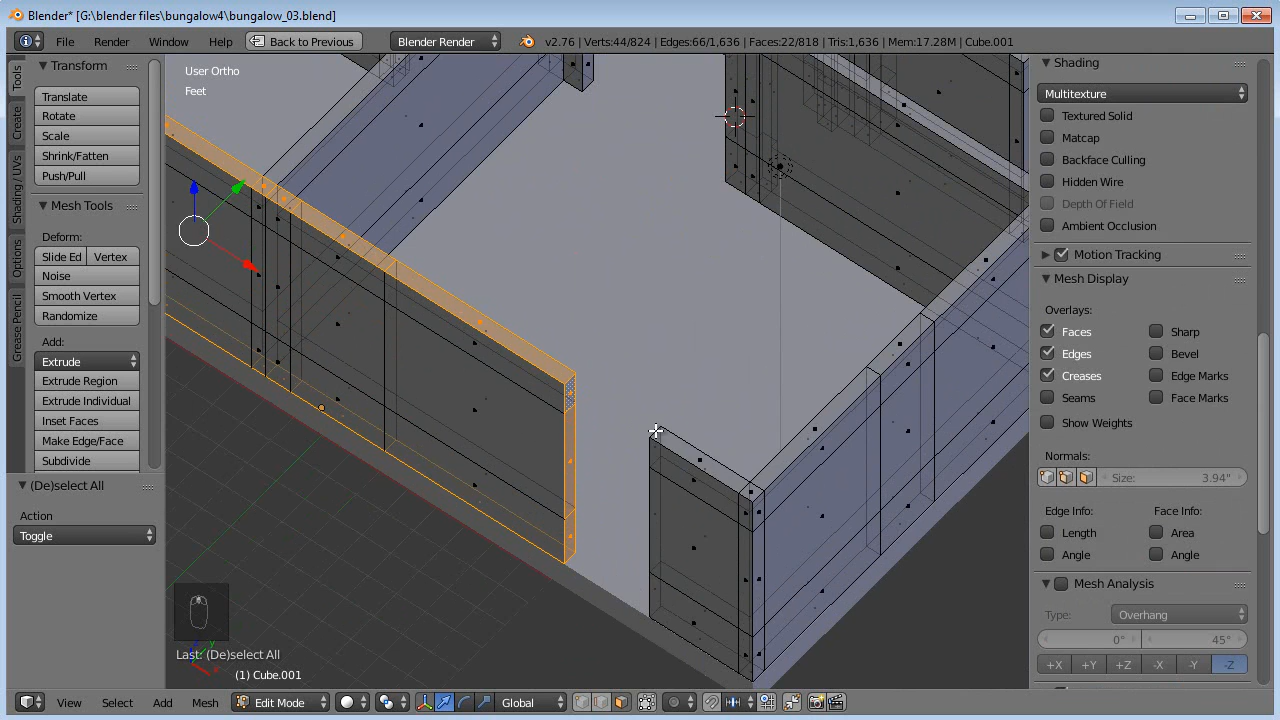 Blender* [G:\blender files\bungalow4\bungalow_03.blend]
File Render Window Help Back to Previous Blender Render v2.76 | Verts:44/824 | Edges:66/1,636 | Faces:22/818 | Tris:1,636 | Mem:17.28M | Cube.001
Tools
Create
Shading / UVs
Options
Grease Pencil
Transform
Translate
Rotate
Scale
Shrink/Fatten
Push/Pull
Mesh Tools
Deform:
Slide Ed Vertex
Noise
Smooth Vertex
Randomize
Add:
Extrude
Extrude Region
Extrude Individual
Inset Faces
Make Edge/Face
Subdivide
(De)select All
Action
Toggle
User Ortho
Feet
Last: (De)select All
(1) Cube.001
Shading
Multitexture
Textured Solid
Matcap
Backface Culling
Hidden Wire
Depth Of Field
Ambient Occlusion
Motion Tracking
Mesh Display
Overlays:
Faces Sharp
Edges Bevel
Creases Edge Marks
Seams Face Marks
Show Weights
Normals:
Size: 3.94"
Edge Info: Face Info:
Length Area
Angle Angle
Mesh Analysis
Type: Overhang
0° 45°
+X +Y +Z -X -Y -Z
View Select Add Mesh Edit Mode Global